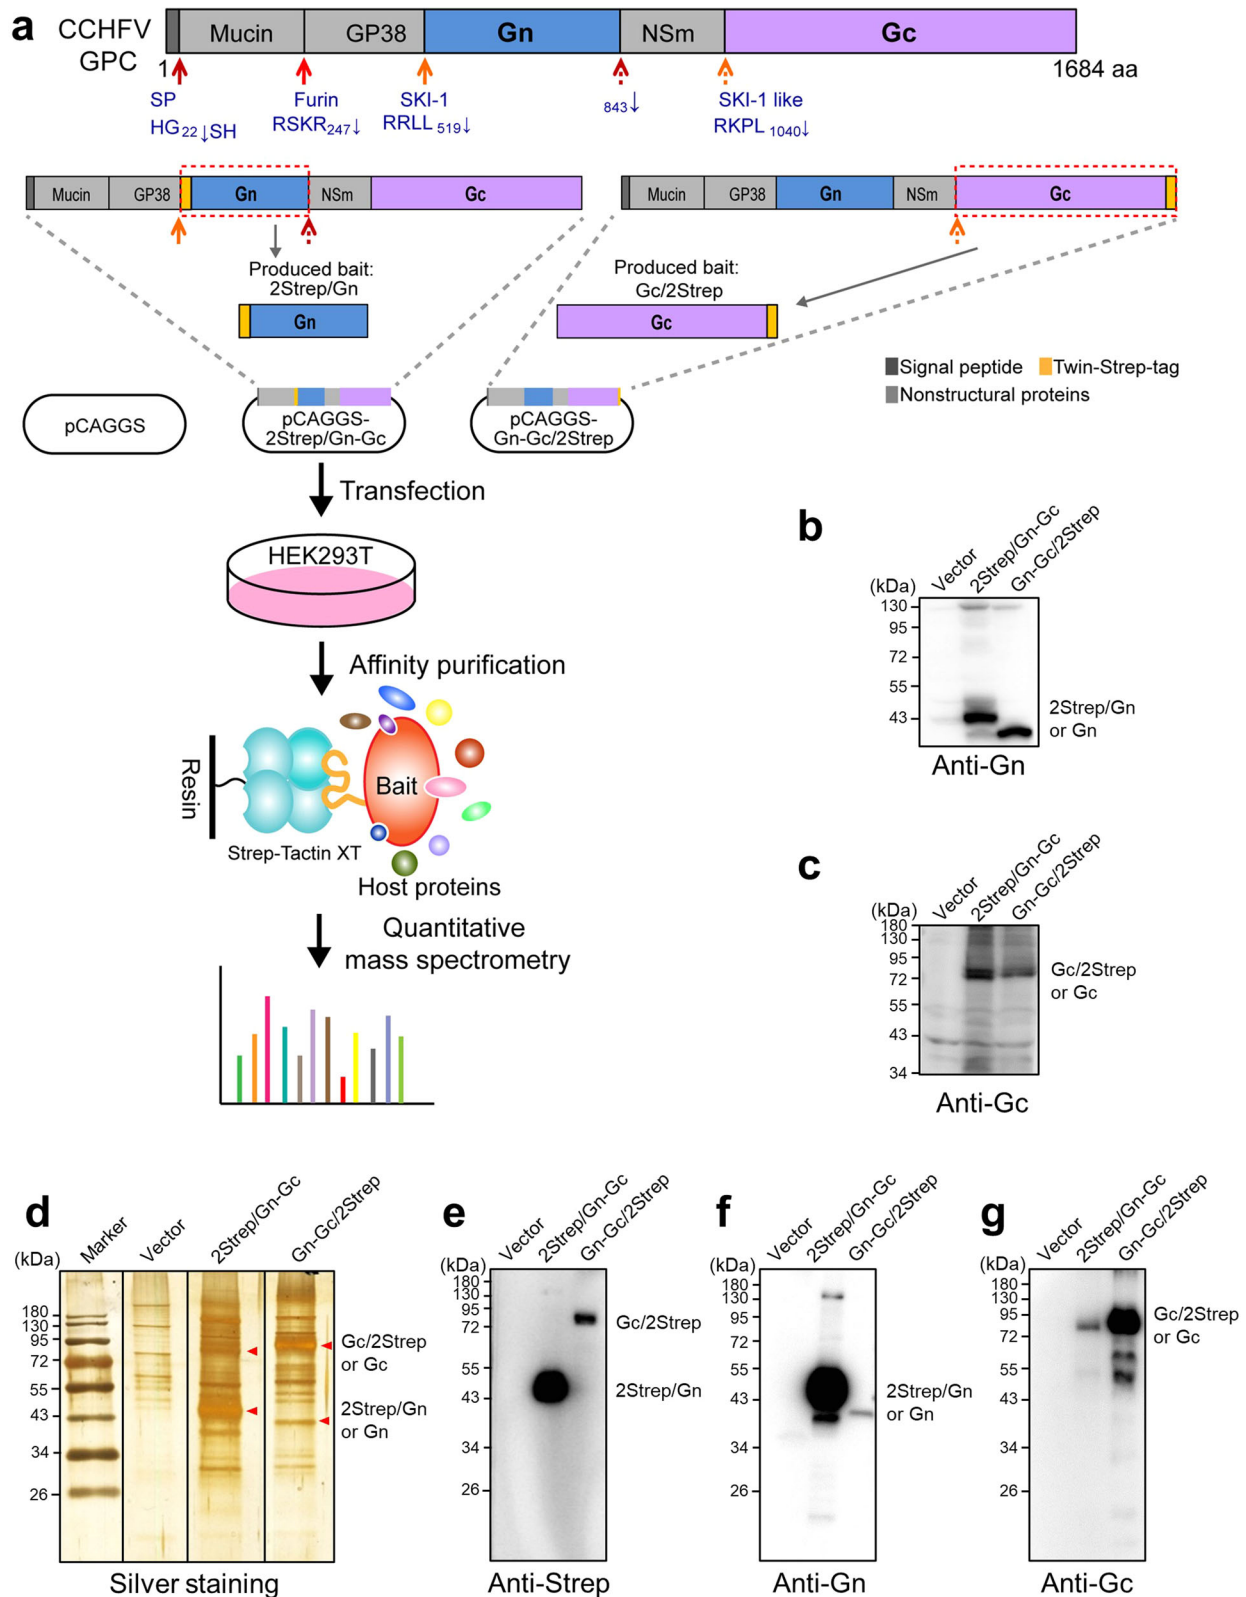 a
CCHFV
GPC
Mucin
GP38
Gn
NSm
Gc
1
1684 aa
SP
HG22↓SH
Furin
RSKR247↓
SKI-1
RRLL 519↓
843↓
SKI-1 like
RKPL 1040↓
Mucin
GP38
Gn
NSm
Gc
Mucin
GP38
Gn
NSm
Gc
Produced bait:
2Strep/Gn
Gn
Produced bait:
Gc/2Strep
Gc
Signal peptide
Twin-Strep-tag
Nonstructural proteins
pCAGGS
pCAGGS-
2Strep/Gn-Gc
pCAGGS-
Gn-Gc/2Strep
Transfection
HEK293T
Affinity purification
Resin
Bait
Strep-Tactin XT
Host proteins
Quantitative
mass spectrometry
b
Vector
2Strep/Gn-Gc
Gn-Gc/2Strep
(kDa)
130
95
72
55
43
2Strep/Gn
or Gn
Anti-Gn
c
Vector
2Strep/Gn-Gc
Gn-Gc/2Strep
(kDa)
180
130
95
72
55
43
34
Gc/2Strep
or Gc
Anti-Gc
d
Marker
Vector
2Strep/Gn-Gc
Gn-Gc/2Strep
(kDa)
180
130
95
72
55
43
34
26
Gc/2Strep
or Gc
2Strep/Gn
or Gn
Silver staining
e
Vector
2Strep/Gn-Gc
Gn-Gc/2Strep
(kDa)
180
130
95
72
55
43
34
26
Gc/2Strep
2Strep/Gn
Anti-Strep
f
Vector
2Strep/Gn-Gc
Gn-Gc/2Strep
(kDa)
180
130
95
72
55
43
34
26
2Strep/Gn
or Gn
Anti-Gn
g
Vector
2Strep/Gn-Gc
Gn-Gc/2Strep
(kDa)
180
130
95
72
55
43
34
26
Gc/2Strep
or Gc
Anti-Gc